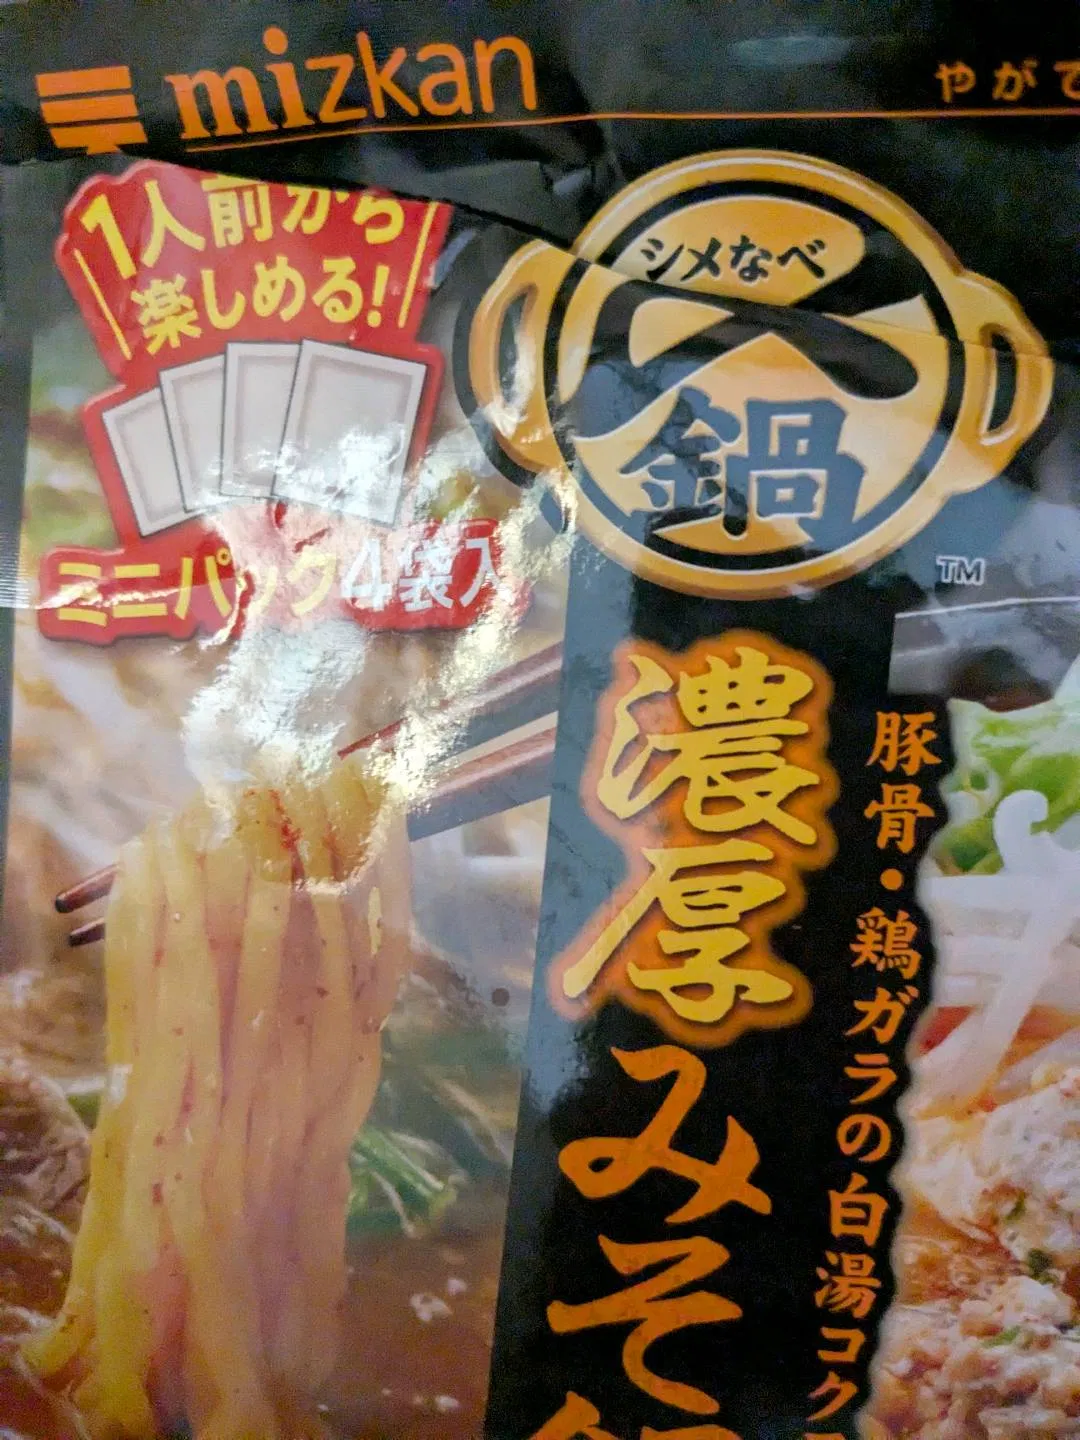 mizkan
やがて
1人前から
楽しめる!
ミニパック4袋入
シメなべ
〆鍋
TM
濃厚
みそ
豚骨・鶏ガラの白湯コク